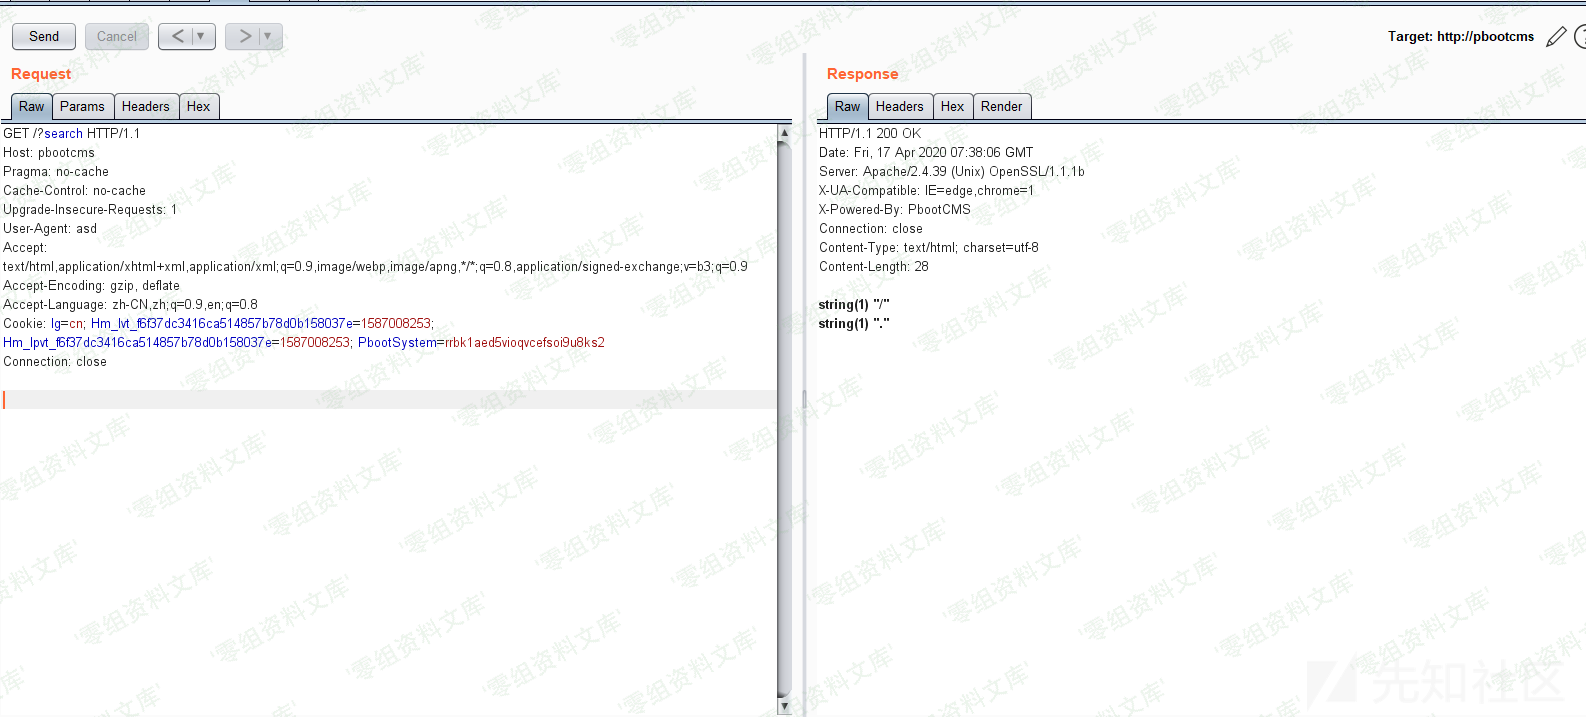 Send Cancel < ▼ > ▼ Target: http://pbootcms
Request
Raw Params Headers Hex
GET /?search HTTP/1.1
Host: pbootcms
Pragma: no-cache
Cache-Control: no-cache
Upgrade-Insecure-Requests: 1
User-Agent: asd
Accept:
text/html,application/xhtml+xml,application/xml;q=0.9,image/webp,image/apng,*/*;q=0.8,application/signed-exchange;v=b3;q=0.9
Accept-Encoding: gzip, deflate
Accept-Language: zh-CN,zh;q=0.9,en;q=0.8
Cookie: lg=cn; Hm_lvt_f6f37dc3416ca514857b78d0b158037e=1587008253;
Hm_lpvt_f6f37dc3416ca514857b78d0b158037e=1587008253; PbootSystem=rrbk1aed5vioqvcefsoi9u8ks2
Connection: close
Response
Raw Headers Hex Render
HTTP/1.1 200 OK
Date: Fri, 17 Apr 2020 07:38:06 GMT
Server: Apache/2.4.39 (Unix) OpenSSL/1.1.1b
X-UA-Compatible: IE=edge,chrome=1
X-Powered-By: PbootCMS
Connection: close
Content-Type: text/html; charset=utf-8
Content-Length: 28
string(1) "/"
string(1) "."
零组资料文库
先知社区